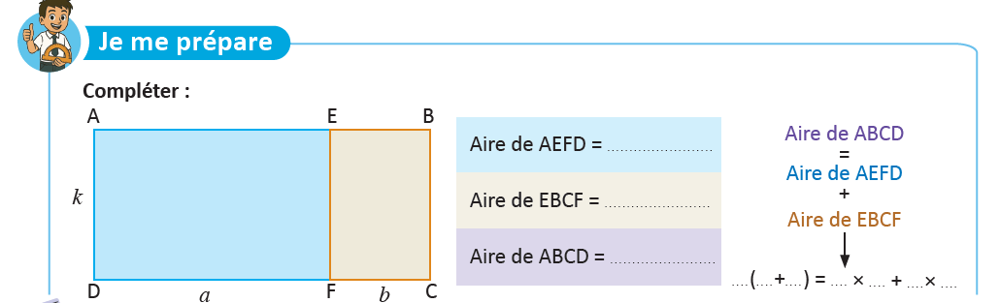 Je me prépare
Compléter :
A E B
k
D a F b C
Aire de AEFD = ........................
Aire de EBCF = ........................
Aire de ABCD = ........................
Aire de ABCD
=
Aire de AEFD
+
Aire de EBCF
....(....+....) = .... × .... + ....× ....